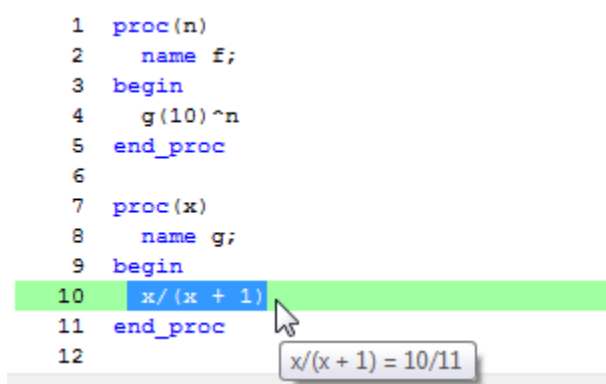 1 proc(n)
2 name f;
3 begin
4 g(10)^n
5 end_proc
6
7 proc(x)
8 name g;
9 begin
10 x/(x + 1)
11 end_proc
12
x/(x + 1) = 10/11